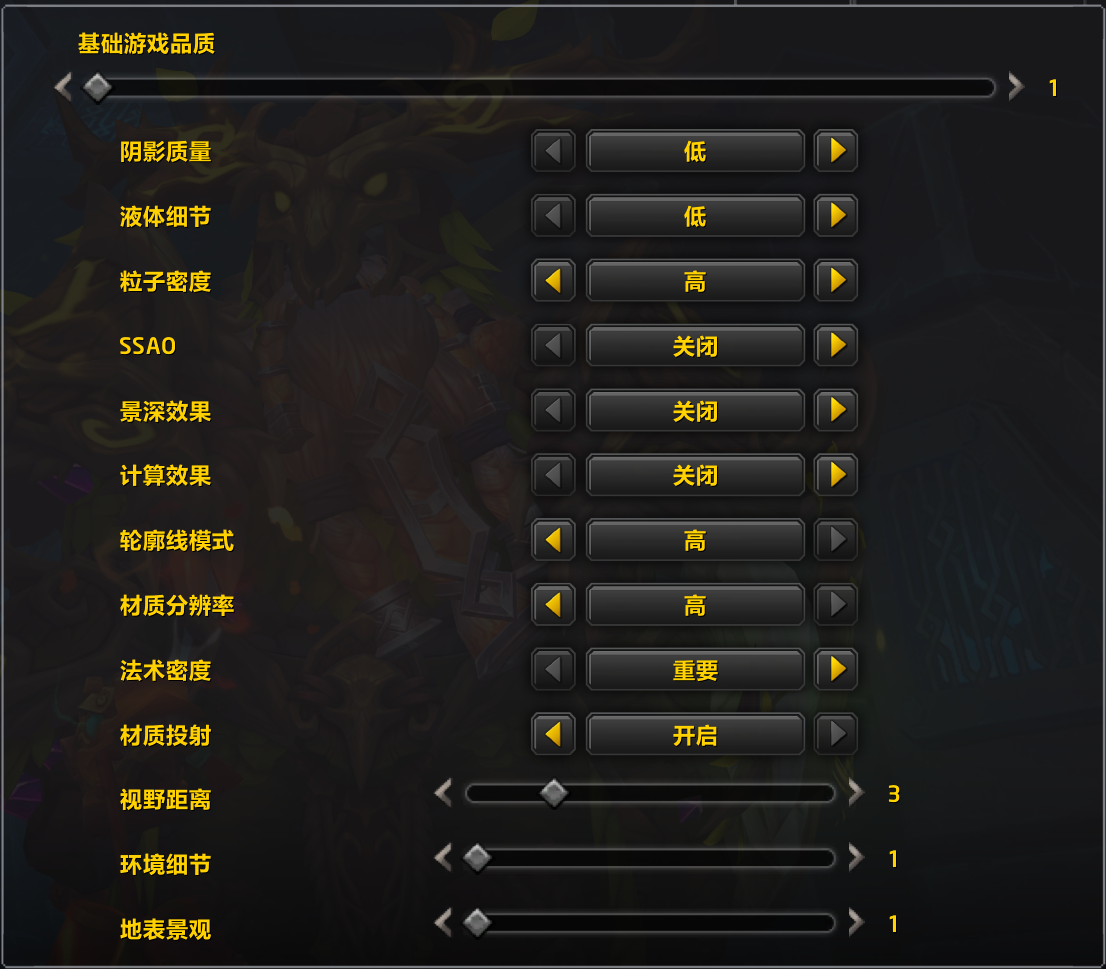 基础游戏品质
1
阴影质量 低
液体细节 低
粒子密度 高
SSAO 关闭
景深效果 关闭
计算效果 关闭
轮廓线模式 高
材质分辨率 高
法术密度 重要
材质投射 开启
视野距离 3
环境细节 1
地表景观 1